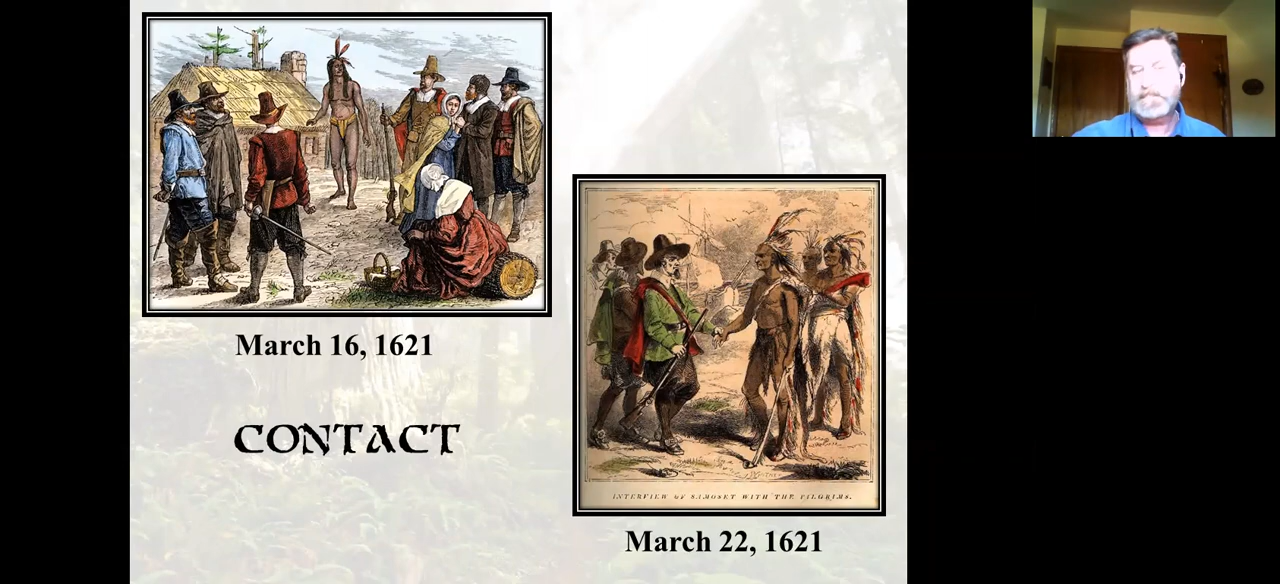 March 16, 1621
CONTACT
INTERVIEW OF SAMOSET WITH THE PILGRIMS.
March 22, 1621